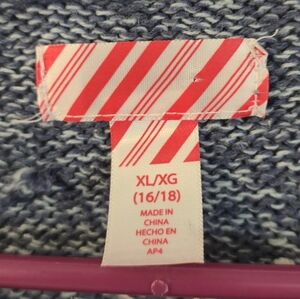 XL/XG
(16/18)
MADE IN
CHINA
HECHO EN
CHINA
AP4